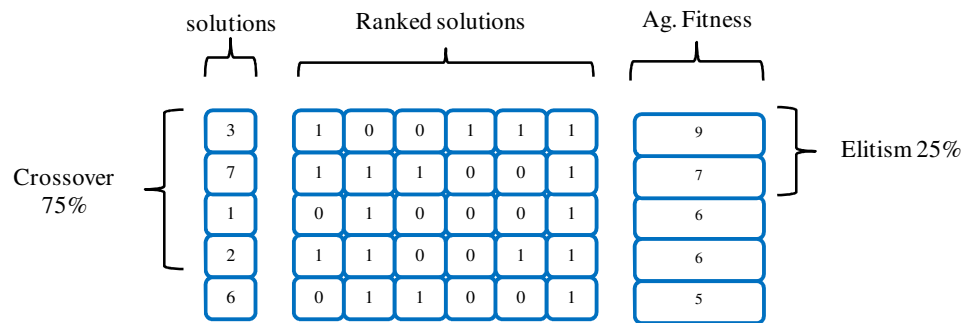 solutions Ranked solutions Ag. Fitness
3 1 0 0 1 1 1 9
7 1 1 1 0 0 1 7
1 0 1 0 0 0 1 6
2 1 1 0 0 1 1 6
6 0 1 1 0 0 1 5
Crossover
75%
Elitism 25%